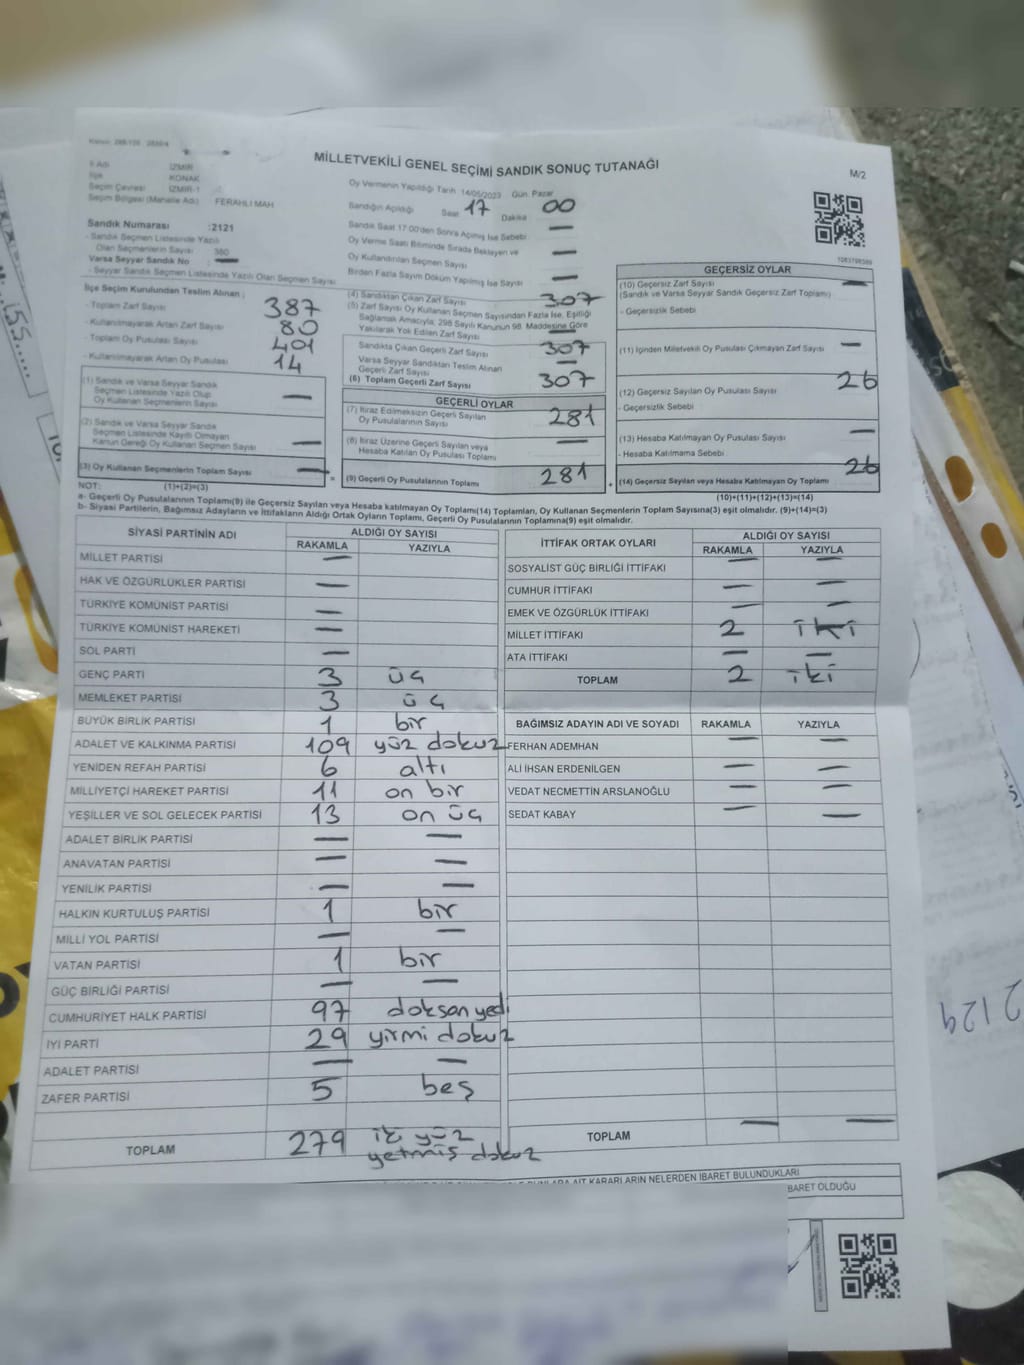 MİLLETVEKİLİ GENEL SEÇİMİ SANDIK SONUÇ TUTANAĞI
M/2
İl Adı İZMİR
İlçe KONAK
Seçim Çevresi İZMİR-1
Seçim Bölgesi (Mahalle Adı) FERAHLI MAH
Oy Vermenin Yapıldığı Tarih 14/05/2023 Gün Pazar
Sandığın Açıldığı Saat 17 Dakika 00
Sandık Saat 17.00'den Sonra Açılmış İse Sebebi —
Oy Verme Saati Bitiminde Sırada Bekleyen ve
Oy Kullandırılan Seçmen Sayısı —
Birden Fazla Sayım Döküm Yapılmış İse Sayısı —
Sandık Numarası :2121
- Sandık Seçmen Listesinde Yazılı
Olan Seçmenlerin Sayısı 380
Varsa Seyyar Sandık No —
- Seyyar Sandık Seçmen Listesinde Yazılı Olan Seçmen Sayısı
İlçe Seçim Kurulundan Teslim Alınan ;
- Toplam Zarf Sayısı 387
- Kullanılmayarak Artan Zarf Sayısı 80
- Toplam Oy Pusulası Sayısı 401
- Kullanılmayarak Artan Oy Pusulası 14
(1) Sandık ve Varsa Seyyar Sandık
Seçmen Listesinde Yazılı Olup
Oy Kullanan Seçmenlerin Sayısı —
(2) Sandık ve Varsa Seyyar Sandık
Seçmen Listesinde Kayıtlı Olmayan
Kanun Gereği Oy Kullanan Seçmen Sayısı —
(3) Oy Kullanan Seçmenlerin Toplam Sayısı —
(1)+(2)=(3)
(4) Sandıktan Çıkan Zarf Sayısı 307
(5) Zarf Sayısı Oy Kullanan Seçmen Sayısından Fazla İse, Eşitliği
Sağlamak Amacıyla, 298 Sayılı Kanunun 98. Maddesine Göre
Yakılarak Yok Edilen Zarf Sayısı —
Sandıkta Çıkan Geçerli Zarf Sayısı 307
Varsa Seyyar Sandıktan Teslim Alınan
Geçerli Zarf Sayısı —
(6) Toplam Geçerli Zarf Sayısı 307
GEÇERLİ OYLAR
(7) İtiraz Edilmeksizin Geçerli Sayılan
Oy Pusulalarının Sayısı 281
(8) İtiraz Üzerine Geçerli Sayılan veya
Hesaba Katılan Oy Pusulası Toplamı —
(9) Geçerli Oy Pusulalarının Toplamı 281
GEÇERSİZ OYLAR
(10) Geçersiz Zarf Sayısı —
(Sandık ve Varsa Seyyar Sandık Geçersiz Zarf Toplamı)
- Geçersizlik Sebebi
(11) İçinden Milletvekili Oy Pusulası Çıkmayan Zarf Sayısı —
(12) Geçersiz Sayılan Oy Pusulası Sayısı 26
- Geçersizlik Sebebi
(13) Hesaba Katılmayan Oy Pusulası Sayısı —
- Hesaba Katılmama Sebebi
(14) Geçersiz Sayılan veya Hesaba Katılmayan Oy Pusulası Toplamı 26
(10)+(11)+(12)+(13)=(14)
NOT:
a- Geçerli Oy Pusulalarının Toplamı(9) ile Geçersiz Sayılan veya Hesaba Katılmayan Oy Toplamı(14) Toplamları, Oy Kullanan Seçmenlerin Toplam Sayısına(3) eşit olmalıdır. (9)+(14)=(3)
b- Siyasi Partilerin, Bağımsız Adayların ve İttifakların Aldığı Ortak Oyların Toplamı, Geçerli Oy Pusulalarının Toplamına(9) eşit olmalıdır.
SİYASİ PARTİNİN ADI ALDIĞI OY SAYISI
RAKAMLA YAZIYLA
MİLLET PARTİSİ —
HAK VE ÖZGÜRLÜKLER PARTİSİ —
TÜRKİYE KOMÜNİST PARTİSİ —
TÜRKİYE KOMÜNİST HAREKETİ —
SOL PARTİ —
GENÇ PARTİ 3 üç
MEMLEKET PARTİSİ 3 üç
BÜYÜK BİRLİK PARTİSİ 1 bir
ADALET VE KALKINMA PARTİSİ 109 yüz dokuz
YENİDEN REFAH PARTİSİ 6 altı
MİLLİYETÇİ HAREKET PARTİSİ 11 on bir
YEŞİLLER VE SOL GELECEK PARTİSİ 13 on üç
ADALET BİRLİK PARTİSİ — —
ANAVATAN PARTİSİ — —
YENİLİK PARTİSİ — —
HALKIN KURTULUŞ PARTİSİ 1 bir
MİLLİ YOL PARTİSİ — —
VATAN PARTİSİ 1 bir
GÜÇ BİRLİĞİ PARTİSİ — —
CUMHURİYET HALK PARTİSİ 97 doksan yedi
İYİ PARTİ 29 yirmi dokuz
ADALET PARTİSİ — —
ZAFER PARTİSİ 5 beş
TOPLAM 279 iki yüz
yetmiş dokuz
İTTİFAK ORTAK OYLARI ALDIĞI OY SAYISI
RAKAMLA YAZIYLA
SOSYALİST GÜÇ BİRLİĞİ İTTİFAKI — —
CUMHUR İTTİFAKI — —
EMEK VE ÖZGÜRLÜK İTTİFAKI — —
MİLLET İTTİFAKI 2 iki
ATA İTTİFAKI — —
TOPLAM 2 iki
BAĞIMSIZ ADAYIN ADI VE SOYADI RAKAMLA YAZIYLA
FERHAN ADEMHAN — —
ALİ İHSAN ERDENİLGEN — —
VEDAT NECMETTİN ARSLANOĞLU — —
SEDAT KABAY — —
TOPLAM — —
AİT KARARLARIN NELERDEN İBARET BULUNDUKLARI
BARET OLDUĞU
2129